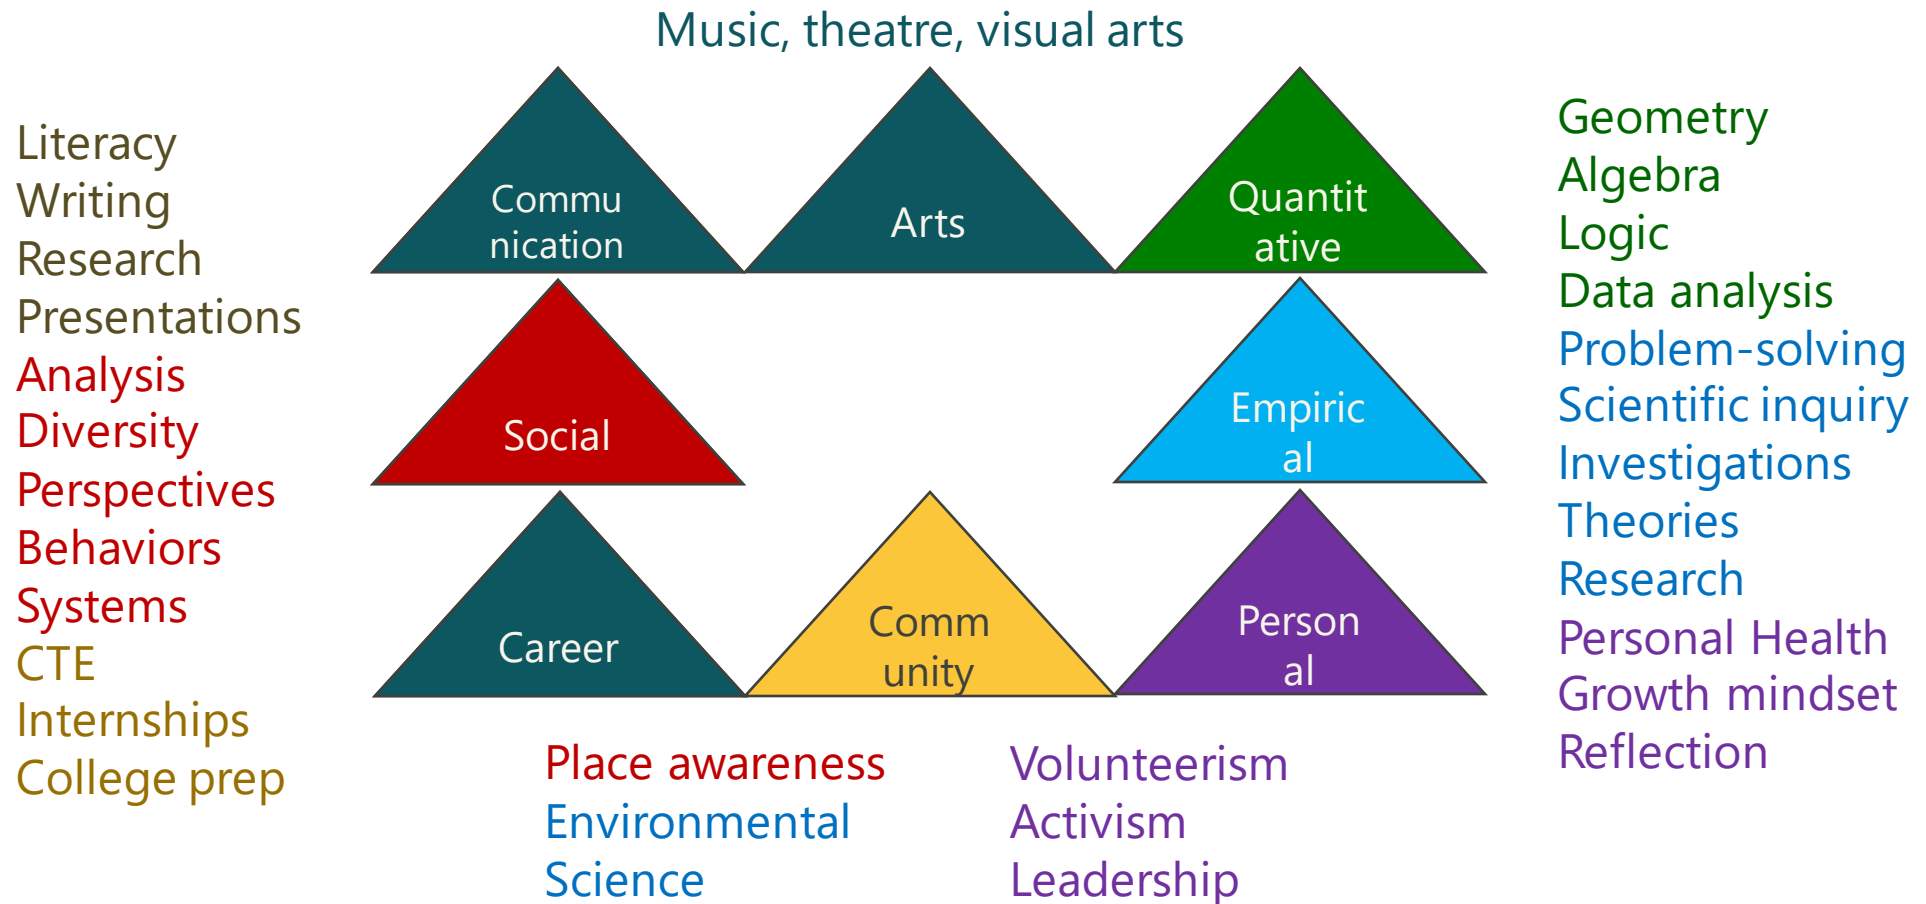 Music, theatre, visual arts
Literacy
Writing
Research
Presentations
Analysis
Diversity
Perspectives
Behaviors
Systems
CTE
Internships
College prep
Commu
nication
Arts
Quantit
ative
Social
Empiric
al
Career
Comm
unity
Person
al
Geometry
Algebra
Logic
Data analysis
Problem-solving
Scientific inquiry
Investigations
Theories
Research
Personal Health
Growth mindset
Reflection
Place awareness
Environmental
Science
Volunteerism
Activism
Leadership